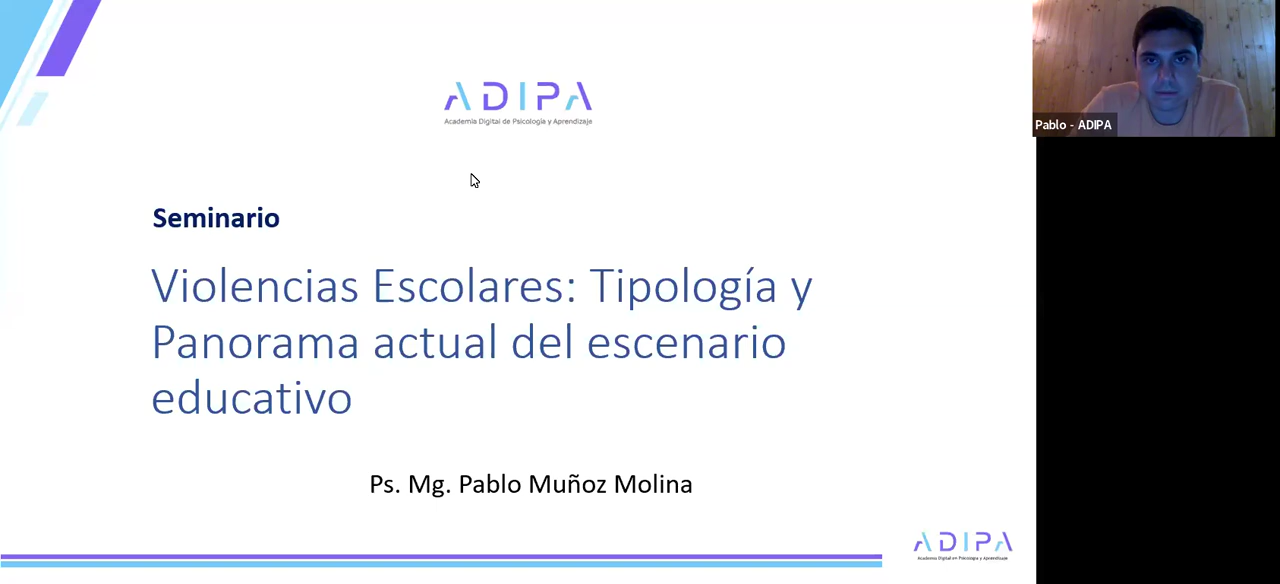 ADIPA
Academia Digital de Psicología y Aprendizaje
Pablo - ADIPA
Seminario
Violencias Escolares: Tipología y
Panorama actual del escenario
educativo
Ps. Mg. Pablo Muñoz Molina
ADIPA
Academia Digital en Psicología y Aprendizaje